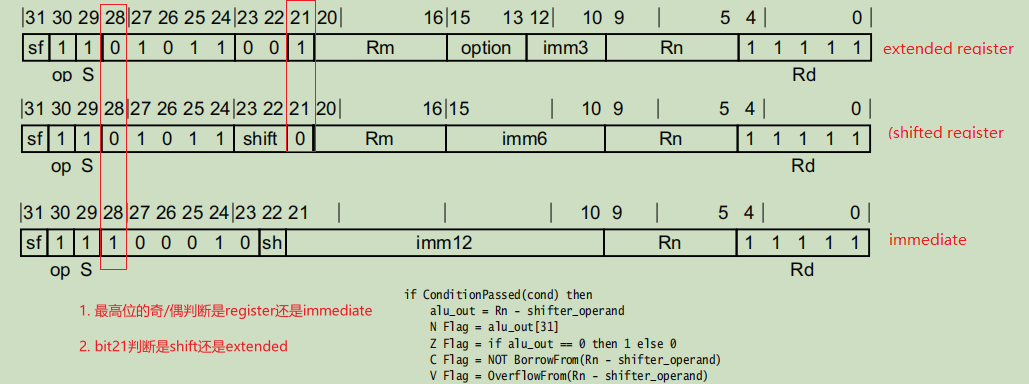 31 30 29 28 27 26 25 24 23 22 21 20 16 15 13 12 10 9 5 4 0
sf 1 1 0 1 0 1 1 0 0 1 Rm option imm3 Rn 1 1 1 1 1 extended register
op S Rd
31 30 29 28 27 26 25 24 23 22 21 20 16 15 10 9 5 4 0
sf 1 1 0 1 0 1 1 shift 0 Rm imm6 Rn 1 1 1 1 1 (shifted register
op S Rd
31 30 29 28 27 26 25 24 23 22 21 10 9 5 4 0
sf 1 1 1 0 0 0 1 0 sh imm12 Rn 1 1 1 1 1 immediate
op S Rd
1. 最高位的奇/偶判断是register还是immediate
2. bit21判断是shift还是extended
if ConditionPassed(cond) then
alu_out = Rn - shifter_operand
N Flag = alu_out[31]
Z Flag = if alu_out == 0 then 1 else 0
C Flag = NOT BorrowFrom(Rn - shifter_operand)
V Flag = OverflowFrom(Rn - shifter_operand)